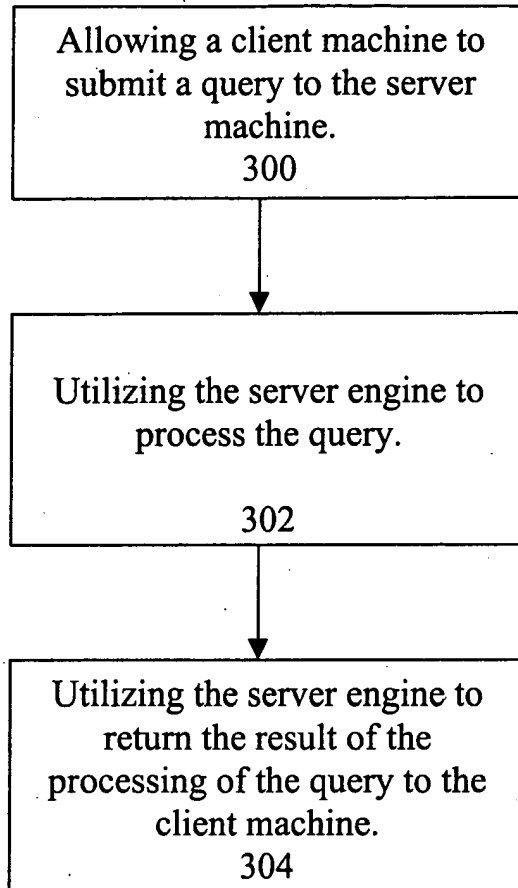 Allowing a client machine to
submit a query to the server
machine.
300
Utilizing the server engine to
process the query.
302
Utilizing the server engine to
return the result of the
processing of the query to the
client machine.
304